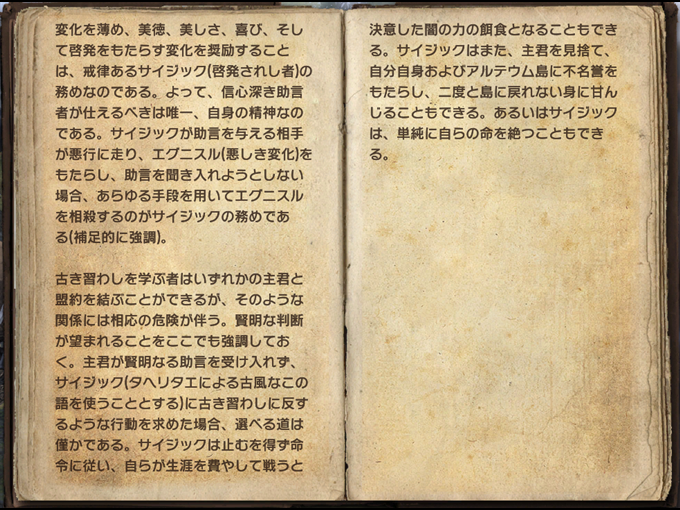 変化を薄め、美徳、美しさ、喜び、そし
て啓発をもたらす変化を奨励すること
は、戒律あるサイジック(啓発されし者)の
務めなのである。よって、信心深き助言
者が仕えるべきは唯一、自身の精神なの
である。サイジックが助言を与える相手
が悪行に走り、エグニスル(悪しき変化)を
もたらし、助言を聞き入れようとしない
場合、あらゆる手段を用いてエグニスル
を相殺するのがサイジックの務めであ
る(補足的に強調)。
古き習わしを学ぶ者はいずれかの主君と
盟約を結ぶことができるが、そのような
関係には相応の危険が伴う。賢明な判断
が望まれることをここでも強調してお
く。主君が賢明なる助言を受け入れず、
サイジック(タヘリタエによる古風なこの
語を使うこととする)に古き習わしに反す
るような行動を求めた場合、選べる道は
僅かである。サイジックは止むを得ず命
令に従い、自らが生涯を費やして戦うと
決意した闇の力の餌食となることもでき
る。サイジックはまた、主君を見捨て、
自分自身およびアルテウム島に不名誉を
もたらし、二度と島に戻れない身に甘ん
じることもできる。あるいはサイジック
は、単純に自らの命を絶つこともでき
る。